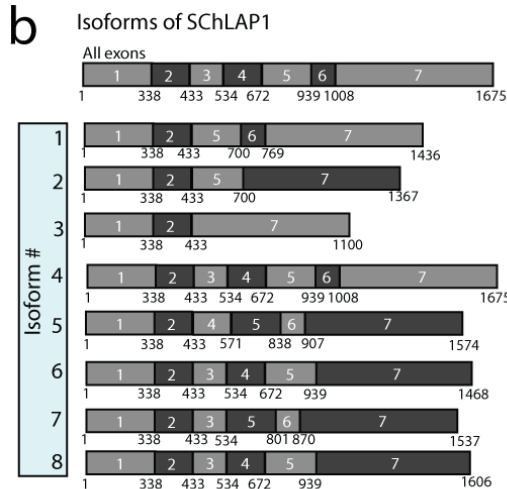 b Isoforms of SChLAP1
All exons
1 2 3 4 5 6 7
1 338 433 534 672 939 1008 1675
Isoform #
1 1 2 5 6 7
1 338 433 700 769 1436
2 1 2 5 7
1 338 433 700 1367
3 1 2 7
1 338 433 1100
4 1 2 3 4 5 6 7
1 338 433 534 672 939 1008 1675
5 1 2 4 5 6 7
1 338 433 571 838 907 1574
6 1 2 3 4 5 7
1 338 433 534 672 939 1468
7 1 2 3 5 6 7
1 338 433 534 801 870 1537
8 1 2 3 4 5 7
1 338 433 534 672 939 1606